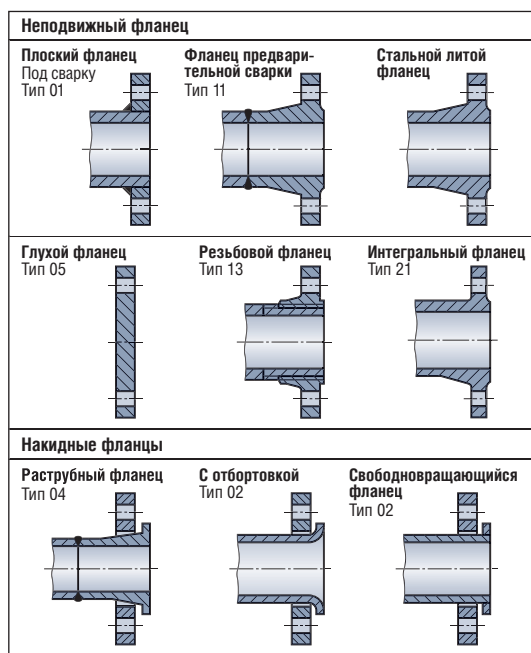 Неподвижный фланец
Плоский фланец
Под сварку
Тип 01
Фланец предвари-
тельной сварки
Тип 11
Стальной литой
фланец
Глухой фланец
Тип 05
Резьбовой фланец
Тип 13
Интегральный фланец
Тип 21
Накидные фланцы
Раструбный фланец
Тип 04
С отбортовкой
Тип 02
Свободновращающийся
фланец
Тип 02